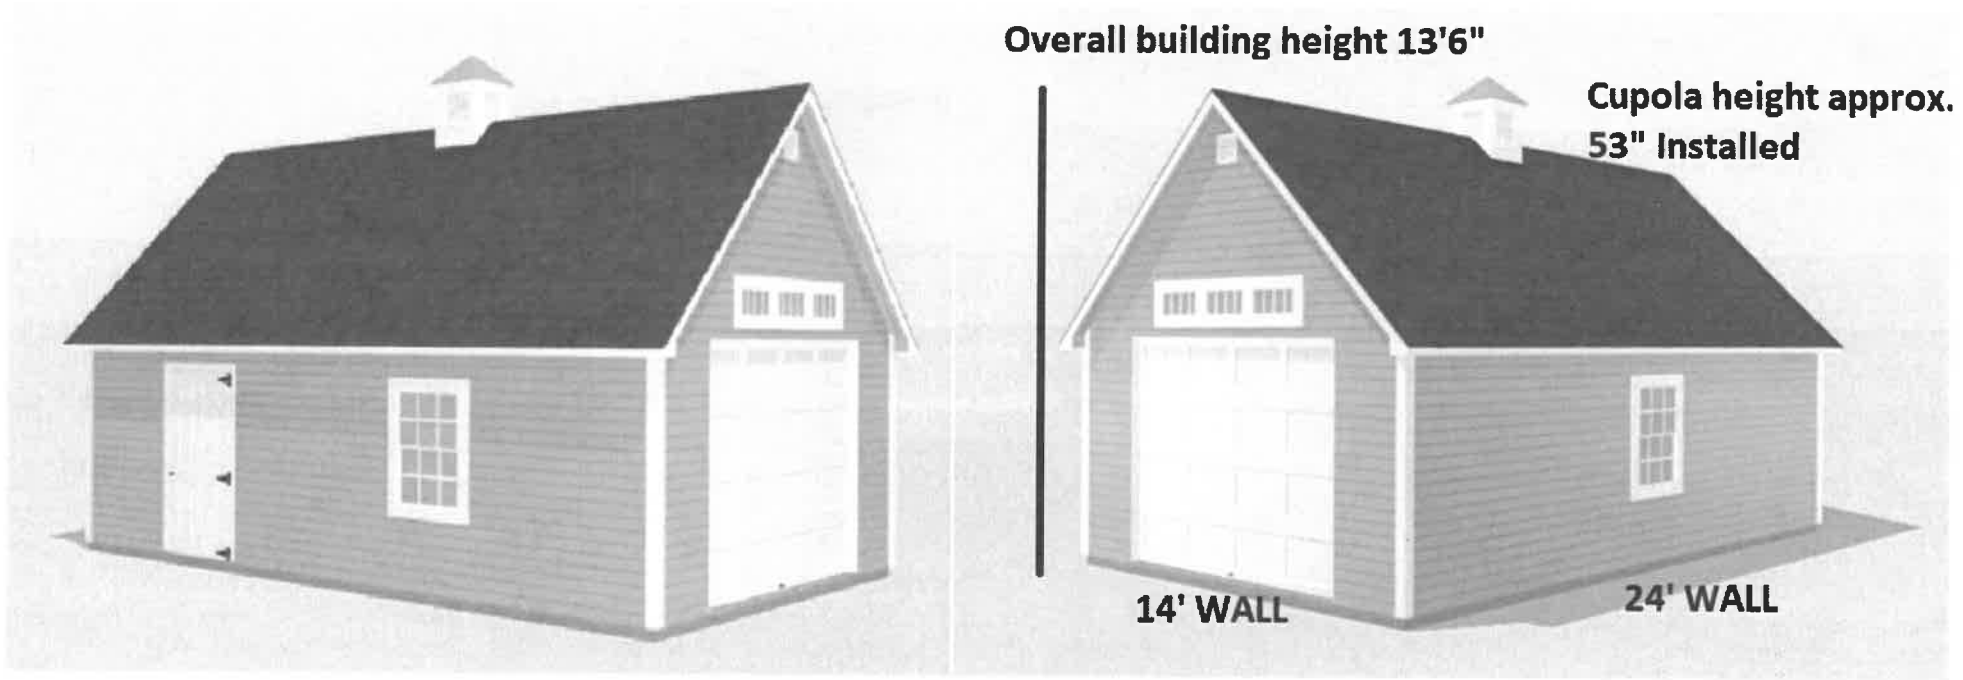 Overall building height 13'6"
Cupola height approx.
53" Installed
14' WALL
24' WALL